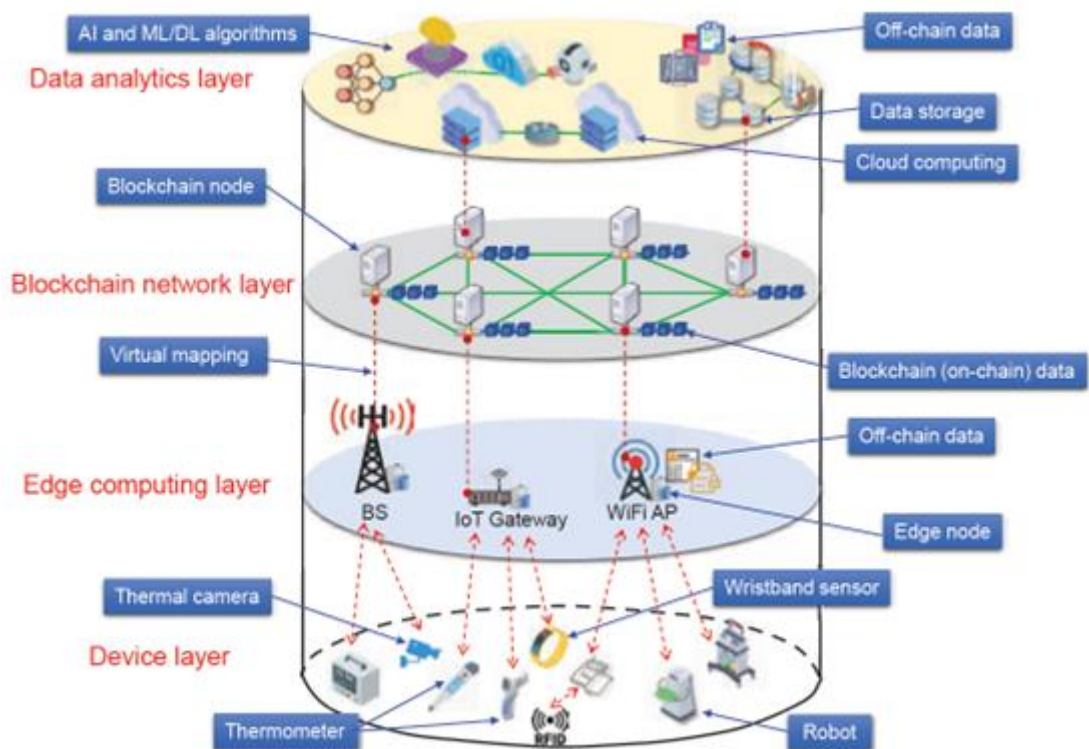 AI and ML/DL algorithms
Off-chain data
Data analytics layer
Data storage
Cloud computing
Blockchain node
Blockchain network layer
Virtual mapping
Blockchain (on-chain) data
Off-chain data
Edge computing layer
BS
IoT Gateway
WiFi AP
Edge node
Thermal camera
Wristband sensor
Device layer
Thermometer
RFID
Robot